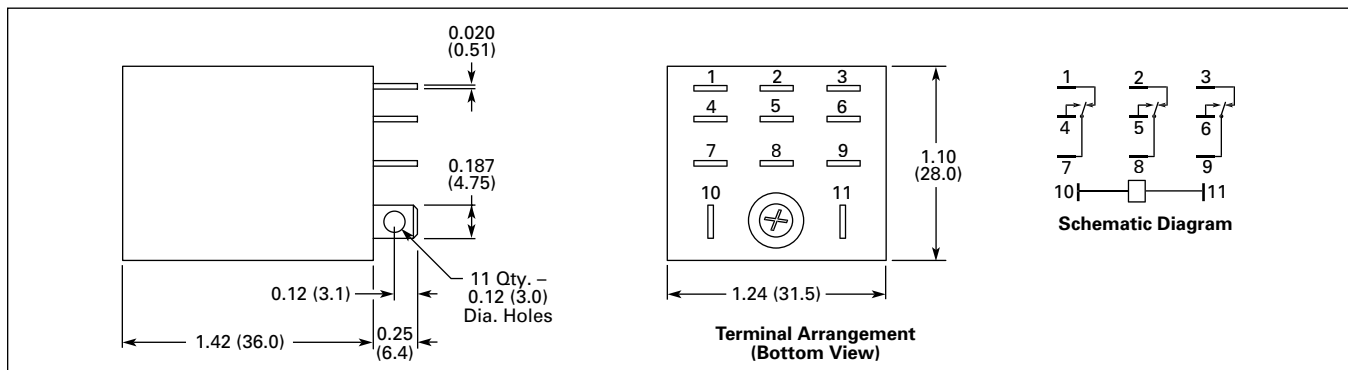 0.020
(0.51)
0.187
(4.75)
11 Qty. –
0.12 (3.0)
Dia. Holes
0.12 (3.1)
1.42 (36.0)
0.25
(6.4)
1 2 3
4 5 6
7 8 9
10 11
1.10
(28.0)
1.24 (31.5)
Terminal Arrangement
(Bottom View)
1 2 3
4 5 6
7 8 9
10 11
Schematic Diagram